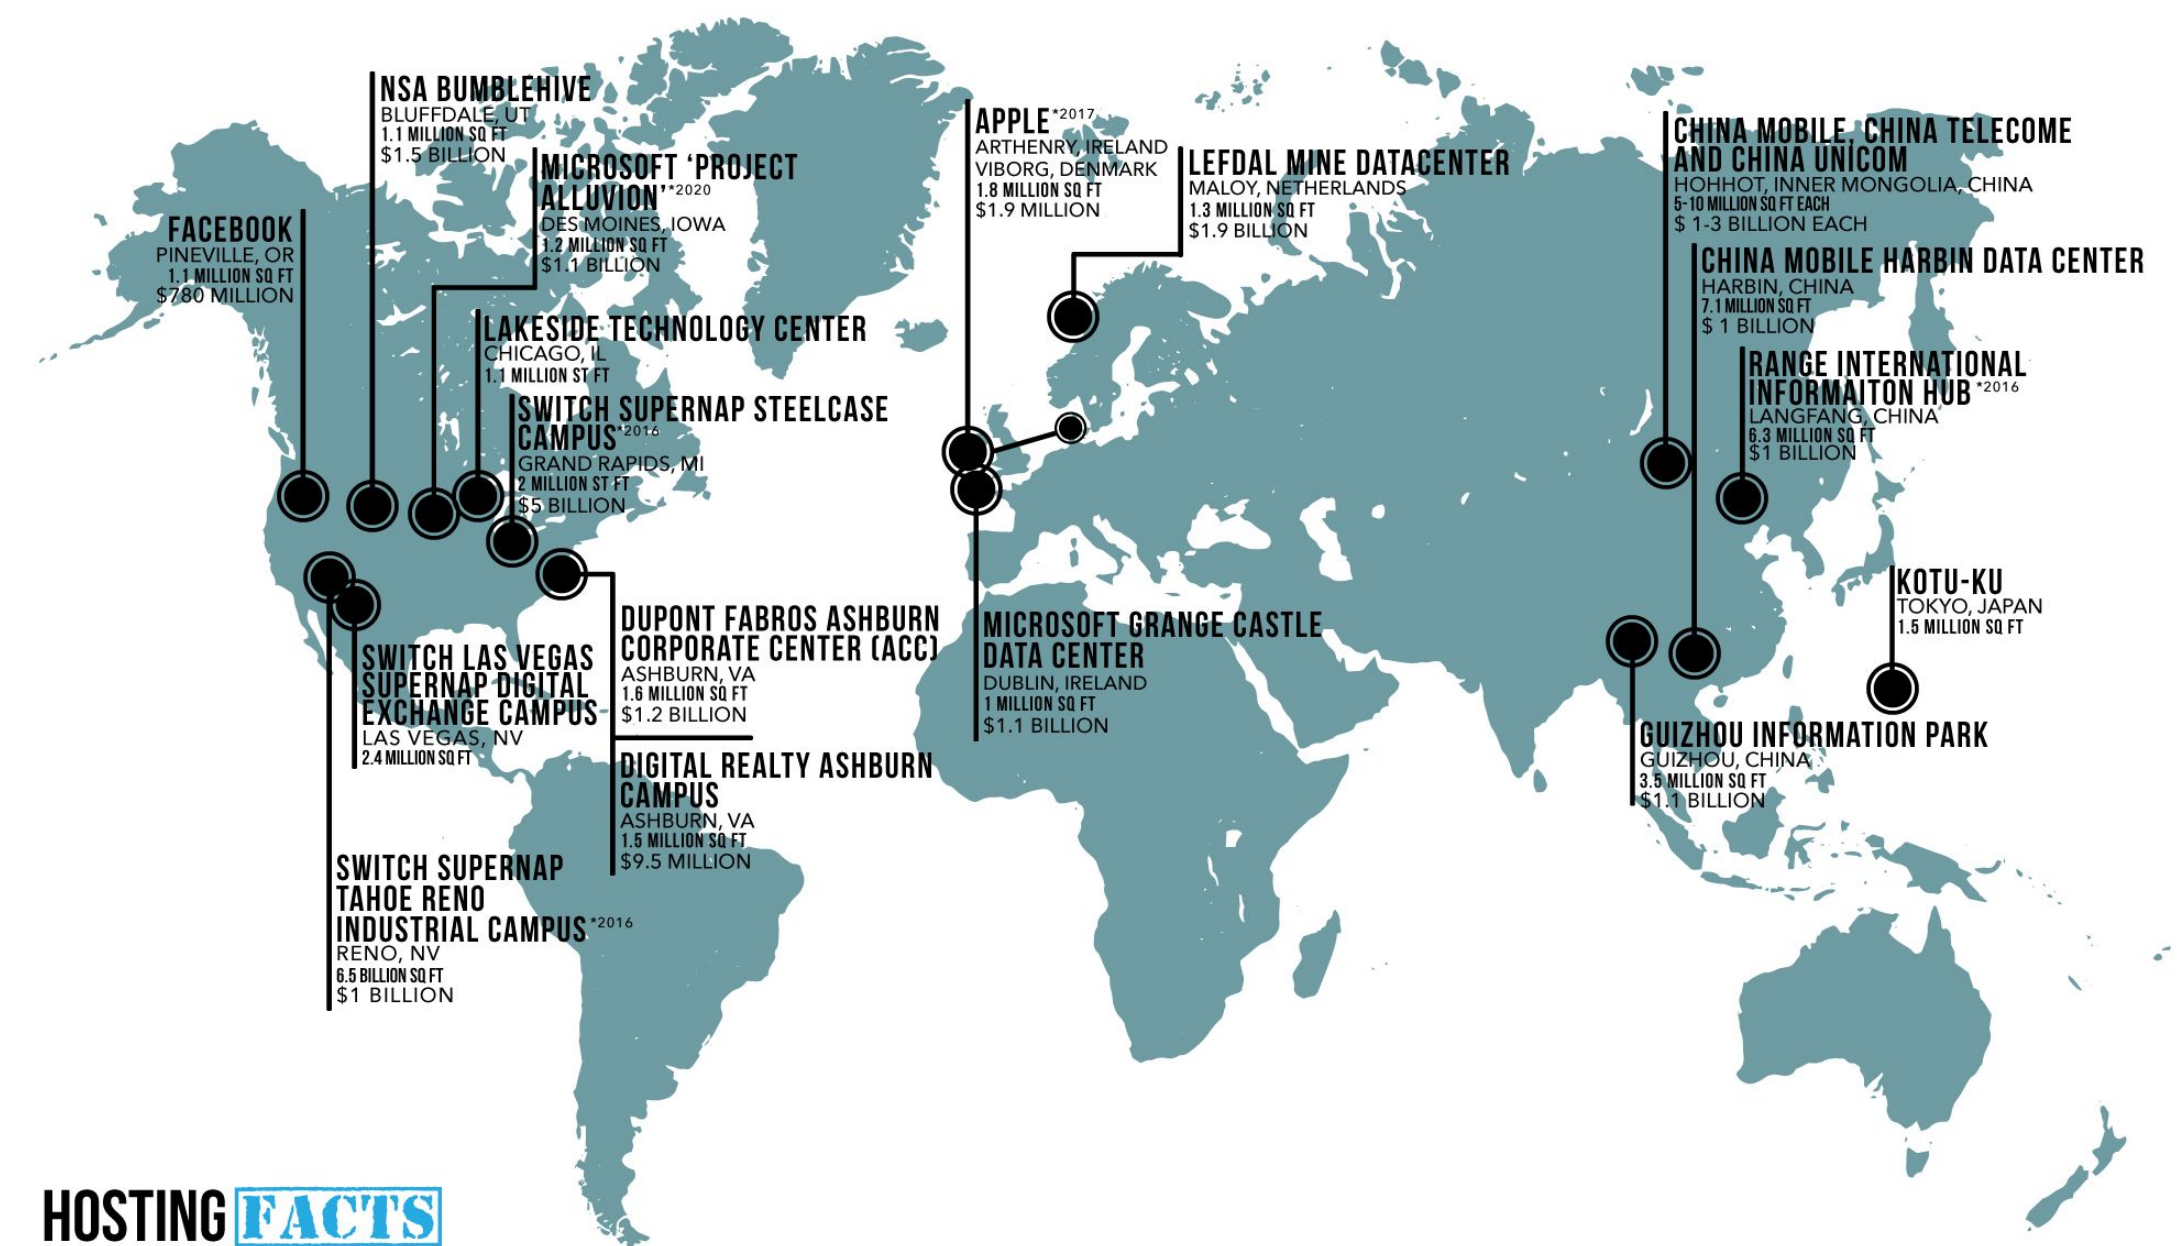 NSA BUMBLEHIVE
BLUFFDALE, UT
1.1 MILLION SQ FT
$1.5 BILLION
MICROSOFT ‘PROJECT
ALLUVION’*2020
DES MOINES, IOWA
1.2 MILLION SQ FT
$1.1 BILLION
FACEBOOK
PINEVILLE, OR
1.1 MILLION SQ FT
$780 MILLION
LAKESIDE TECHNOLOGY CENTER
CHICAGO, IL
1.1 MILLION ST FT
SWITCH SUPERNAP STEELCASE
CAMPUS*2016
GRAND RAPIDS, MI
2 MILLION ST FT
$5 BILLION
APPLE*2017
ARTHENRY, IRELAND
VIBORG, DENMARK
1.8 MILLION SQ FT
$1.9 MILLION
LEFDAL MINE DATACENTER
MALOY, NETHERLANDS
1.3 MILLION SQ FT
$1.9 BILLION
CHINA MOBILE, CHINA TELECOME
AND CHINA UNICOM
HOHHOT, INNER MONGOLIA, CHINA
5-10 MILLION SQ FT EACH
$ 1-3 BILLION EACH
CHINA MOBILE HARBIN DATA CENTER
HARBIN, CHINA
7.1 MILLION SQ FT
$ 1 BILLION
RANGE INTERNATIONAL
INFORMAITON HUB *2016
LANGFANG, CHINA
6.3 MILLION SQ FT
$1 BILLION
KOTU-KU
TOKYO, JAPAN
1.5 MILLION SQ FT
DUPONT FABROS ASHBURN
CORPORATE CENTER (ACC)
ASHBURN, VA
1.6 MILLION SQ FT
$1.2 BILLION
MICROSOFT GRANGE CASTLE
DATA CENTER
DUBLIN, IRELAND
1 MILLION SQ FT
$1.1 BILLION
SWITCH LAS VEGAS
SUPERNAP DIGITAL
EXCHANGE CAMPUS
LAS VEGAS, NV
2.4 MILLION SQ FT
GUIZHOU INFORMATION PARK
GUIZHOU, CHINA
3.5 MILLION SQ FT
$1.1 BILLION
DIGITAL REALTY ASHBURN
CAMPUS
ASHBURN, VA
1.5 MILLION SQ FT
$9.5 MILLION
SWITCH SUPERNAP
TAHOE RENO
INDUSTRIAL CAMPUS *2016
RENO, NV
6.5 BILLION SQ FT
$1 BILLION
HOSTING FACTS